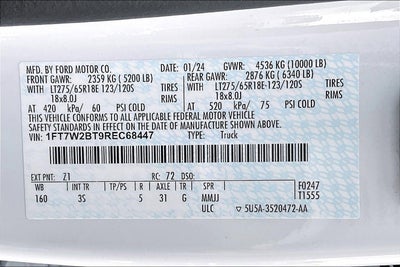 MFD. BY FORD MOTOR CO. 01/24 GVWR: 4536 KG (10000 LB)
FRONT GAWR: 2359 KG (5200 LB) REAR GAWR: 2876 KG (6340 LB)
WITH LT275/65R18E 123/120S TIRES WITH LT275/65R18E 123/120S TIRES
18x8.0J RIMS 18x8.0J RIMS
AT 420 kPa/ 60 PSI COLD AT 520 kPa/ 75 PSI COLD
THIS VEHICLE CONFORMS TO ALL APPLICABLE FEDERAL MOTOR VEHICLE
SAFETY STANDARDS IN EFFECT ON THE DATE OF MANUFACTURE SHOWN ABOVE.
VIN: 1FT7W2BT9REC68447 TYPE: Truck
EXT PNT: Z1 RC: 72 DSO:
WB INT TR TP/PS R AXLE TR SPR F0247
160 3S 5 31 G MMJJ T1555
ULC 5U5A-3520472-AA